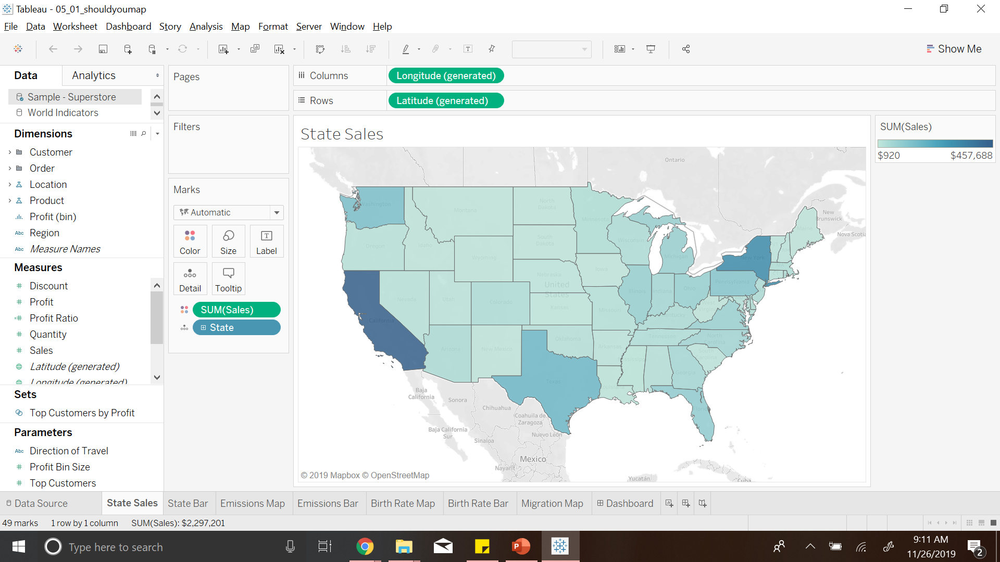 Tableau - 05_01_shouldyoumap
File Data Worksheet Dashboard Story Analysis Map Format Server Window Help
Show Me
Data Analytics
Sample - Superstore
World Indicators
Dimensions
Customer
Order
Location
Product
Profit (bin)
Abc Region
Abc Measure Names
Measures
# Discount
# Profit
=# Profit Ratio
# Quantity
# Sales
Latitude (generated)
Longitude (generated)
Sets
Top Customers by Profit
Parameters
Abc Direction of Travel
# Profit Bin Size
# Top Customers
Pages
Filters
Marks
Automatic
Color Size Label
Detail Tooltip
SUM(Sales)
State
Columns Longitude (generated)
Rows Latitude (generated)
State Sales
Ontario
New Brunswick
Nova Scotia
Washington
Montana
North Dakota
Minnesota
Maine
Oregon
Idaho
South Dakota
Wisconsin
Michigan
New York
Wyoming
Iowa
Nebraska
United States
Pennsylvania
Illinois
Indiana
Ohio
Nevada
Utah
Colorado
Kansas
Missouri
West Virginia
Kentucky
California
Arizona
New Mexico
Oklahoma
Arkansas
Tennessee
North Carolina
South Carolina
Mississippi
Georgia
Texas
Louisiana
Florida
Baja California
Sonora
Chihuahua
Coahuila de Zaragoza
Baja California Sur
Nuevo León
Sinaloa
Mexico
Nayarit
Yucatán
Cuba
© 2019 Mapbox © OpenStreetMap
SUM(Sales)
$920 $457,688
Data Source State Sales State Bar Emissions Map Emissions Bar Birth Rate Map Birth Rate Bar Migration Map Dashboard
49 marks 1 row by 1 column SUM(Sales): $2,297,201
Type here to search
9:11 AM
11/26/2019
2